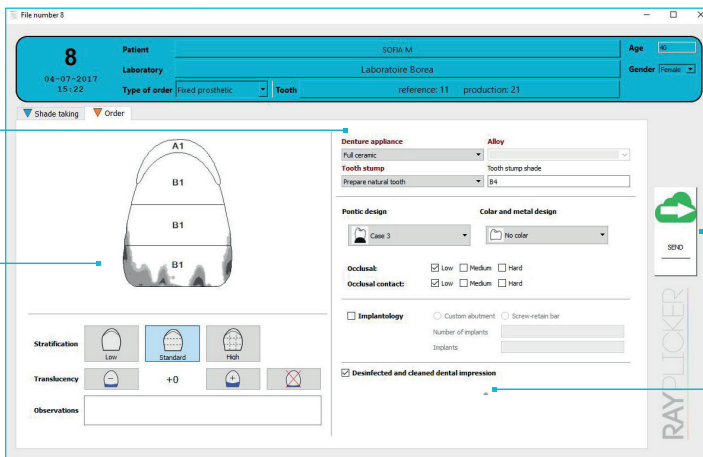 File number 8
8
04-07-2017
15:22
Patient SOFIA M
Laboratory Laboratoire Borea
Type of order Fixed prosthetic Tooth reference: 11 production: 21
Age 40
Gender Female
Shade taking Order
A1
B1
B1
B1
Stratification
Low Standard High
Translucency - +0 +
Observations
Denture appliance Alloy
Full ceramic
Tooth stump Tooth stump shade
Prepare natural tooth B4
Pontic design Colar and metal design
Case 3 No colar
Occlusal: Low Medium Hard
Occlusal contact: Low Medium Hard
Implantology Custom abutment Screw-retain bar
Number of implants
Implants
Desinfected and cleaned dental impression
SEND
RAYPLICKER